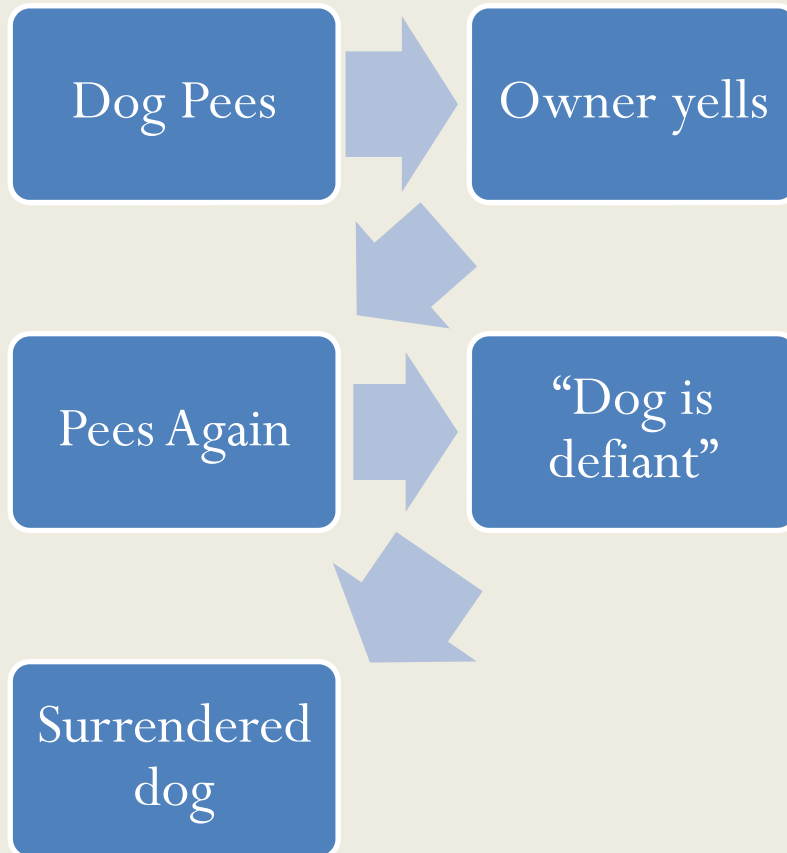 Dog Pees
Owner yells
Pees Again
“Dog is
defiant”
Surrendered
dog